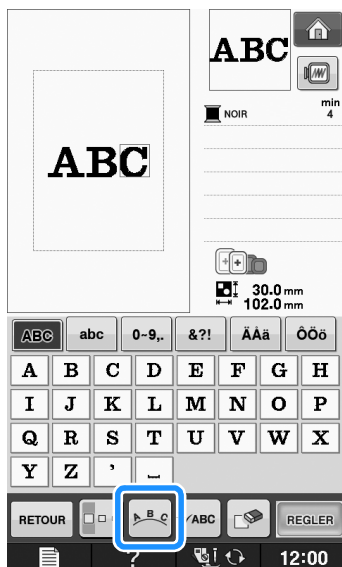 ABC
ABC
NOIR
min
4
30.0 mm
102.0 mm
ABC abc 0~9,. &?! ÄÅä ÔÖö
A B C D E F G H
I J K L M N O P
Q R S T U V W X
Y Z ' _
RETOUR A B C ABC REGLER
? 12:00